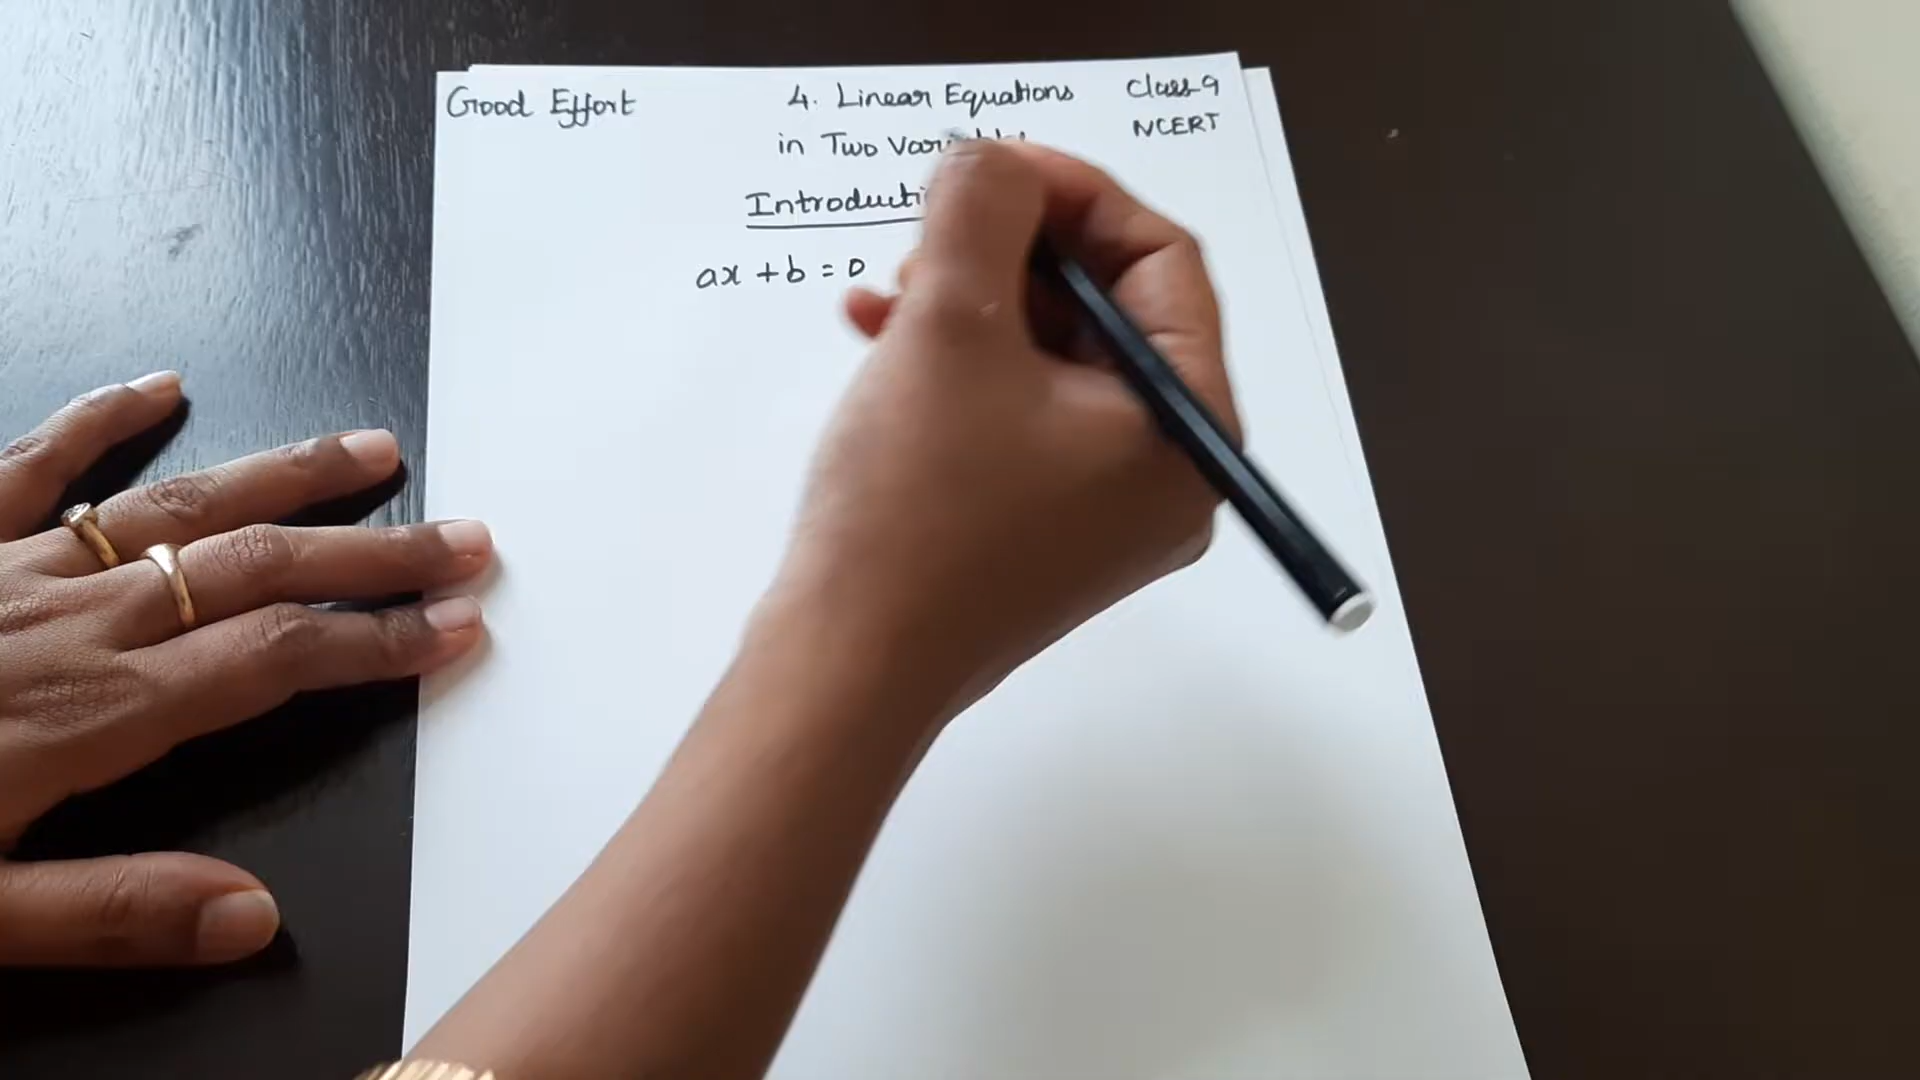 Good Effort
4. Linear Equations
in Two
Class 9
NCERT
ax + b = 0